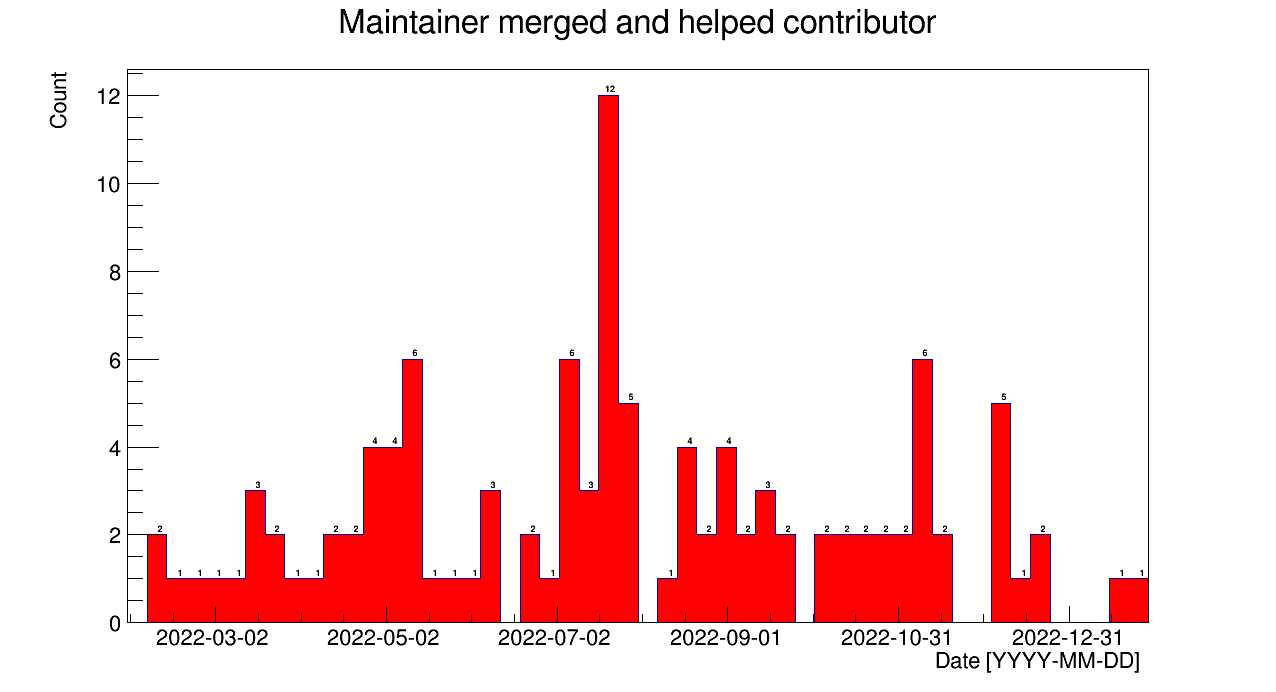 Maintainer merged and helped contributor
Count
12
10
8
6
4
2
0
2 1 1 1 1 3 2 1 1 2 2 4 4 6 1 1 1 3 2 1 6 3 12 5 1 4 2 4 2 3 2 2 2 2 2 2 6 2 5 1 2 1 1
2022-03-02 2022-05-02 2022-07-02 2022-09-01 2022-10-31 2022-12-31
Date [YYYY-MM-DD]